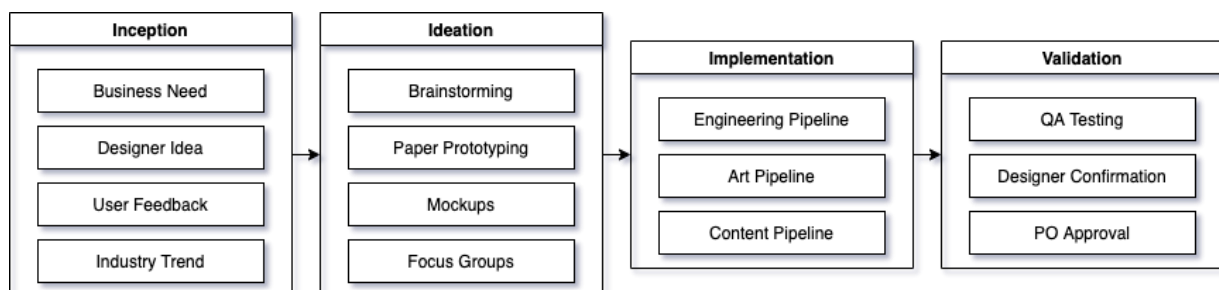 Inception
Business Need
Designer Idea
User Feedback
Industry Trend
Ideation
Brainstorming
Paper Prototyping
Mockups
Focus Groups
Implementation
Engineering Pipeline
Art Pipeline
Content Pipeline
Validation
QA Testing
Designer Confirmation
PO Approval